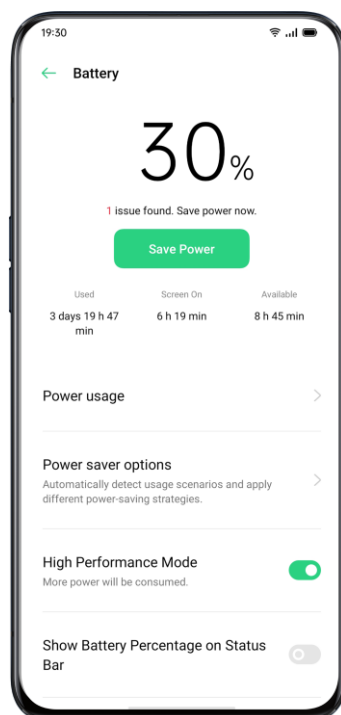 19:30
Battery
30%
1 issue found. Save power now.
Save Power
Used Screen On Available
3 days 19 h 47 6 h 19 min 8 h 45 min
min
Power usage
Power saver options
Automatically detect usage scenarios and apply
different power-saving strategies.
High Performance Mode
More power will be consumed.
Show Battery Percentage on Status
Bar